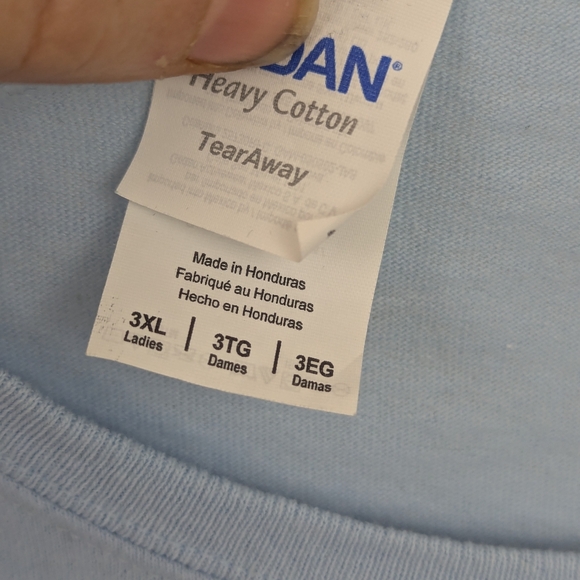 DAN®
Heavy Cotton
TearAway
Made in Honduras
Fabriqué au Honduras
Hecho en Honduras
3XL | 3TG | 3EG
Ladies | Dames | Damas